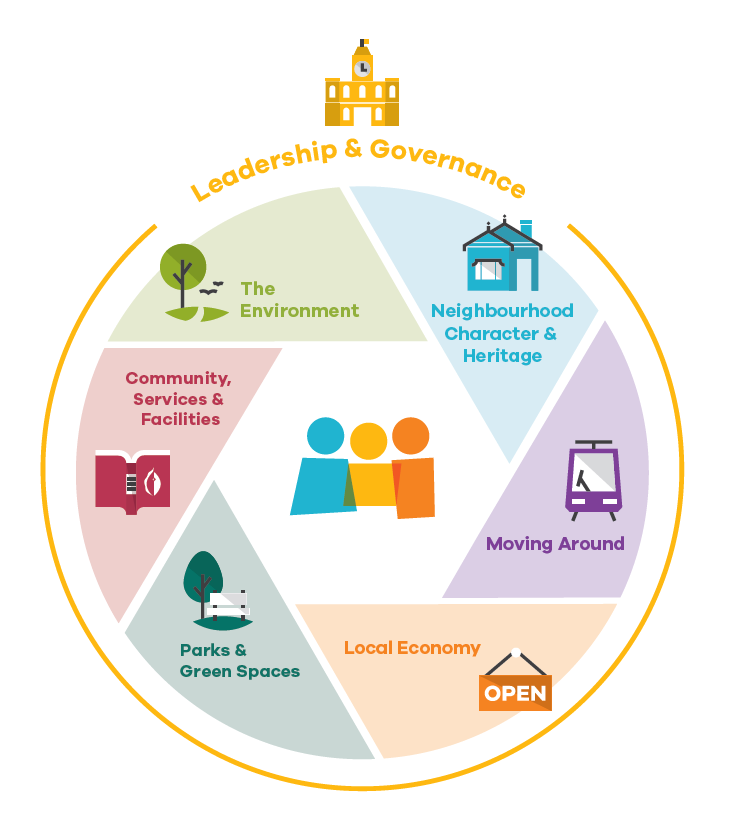 Leadership & Governance
The
Environment
Neighbourhood
Character &
Heritage
Community,
Services &
Facilities
Moving Around
Parks &
Green Spaces
Local Economy
OPEN